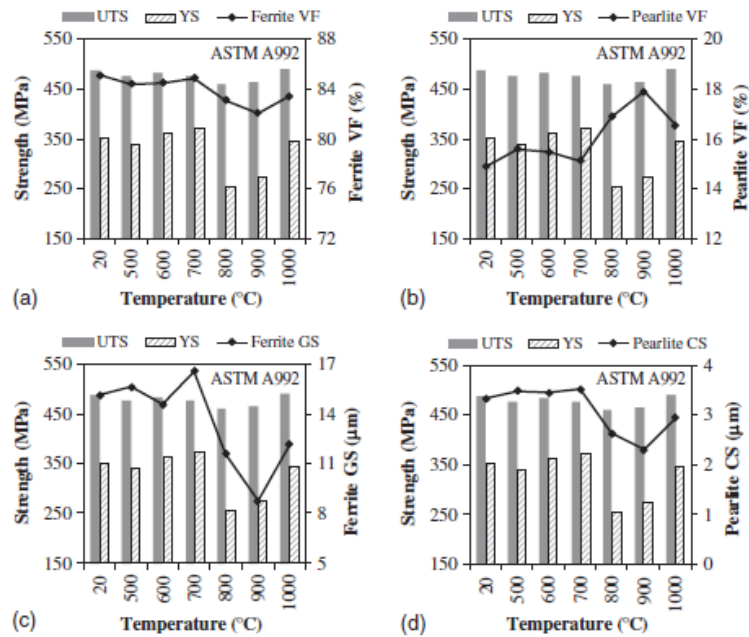 UTS YS Ferrite VF
ASTM A992
Strength (MPa)
550
450
350
250
150
88
84
80
76
72
Ferrite VF (%)
20 500 600 700 800 900 1000
(a) Temperature (°C)
UTS YS Pearlite VF
ASTM A992
Strength (MPa)
550
450
350
250
150
20
18
16
14
12
Pearlite VF (%)
20 500 600 700 800 900 1000
(b) Temperature (°C)
UTS YS Ferrite GS
ASTM A992
Strength (MPa)
550
450
350
250
150
17
14
11
8
5
Ferrite GS (μm)
20 500 600 700 800 900 1000
(c) Temperature (°C)
UTS YS Pearlite CS
ASTM A992
Strength (MPa)
550
450
350
250
150
4
3
2
1
0
Pearlite CS (μm)
20 500 600 700 800 900 1000
(d) Temperature (°C)